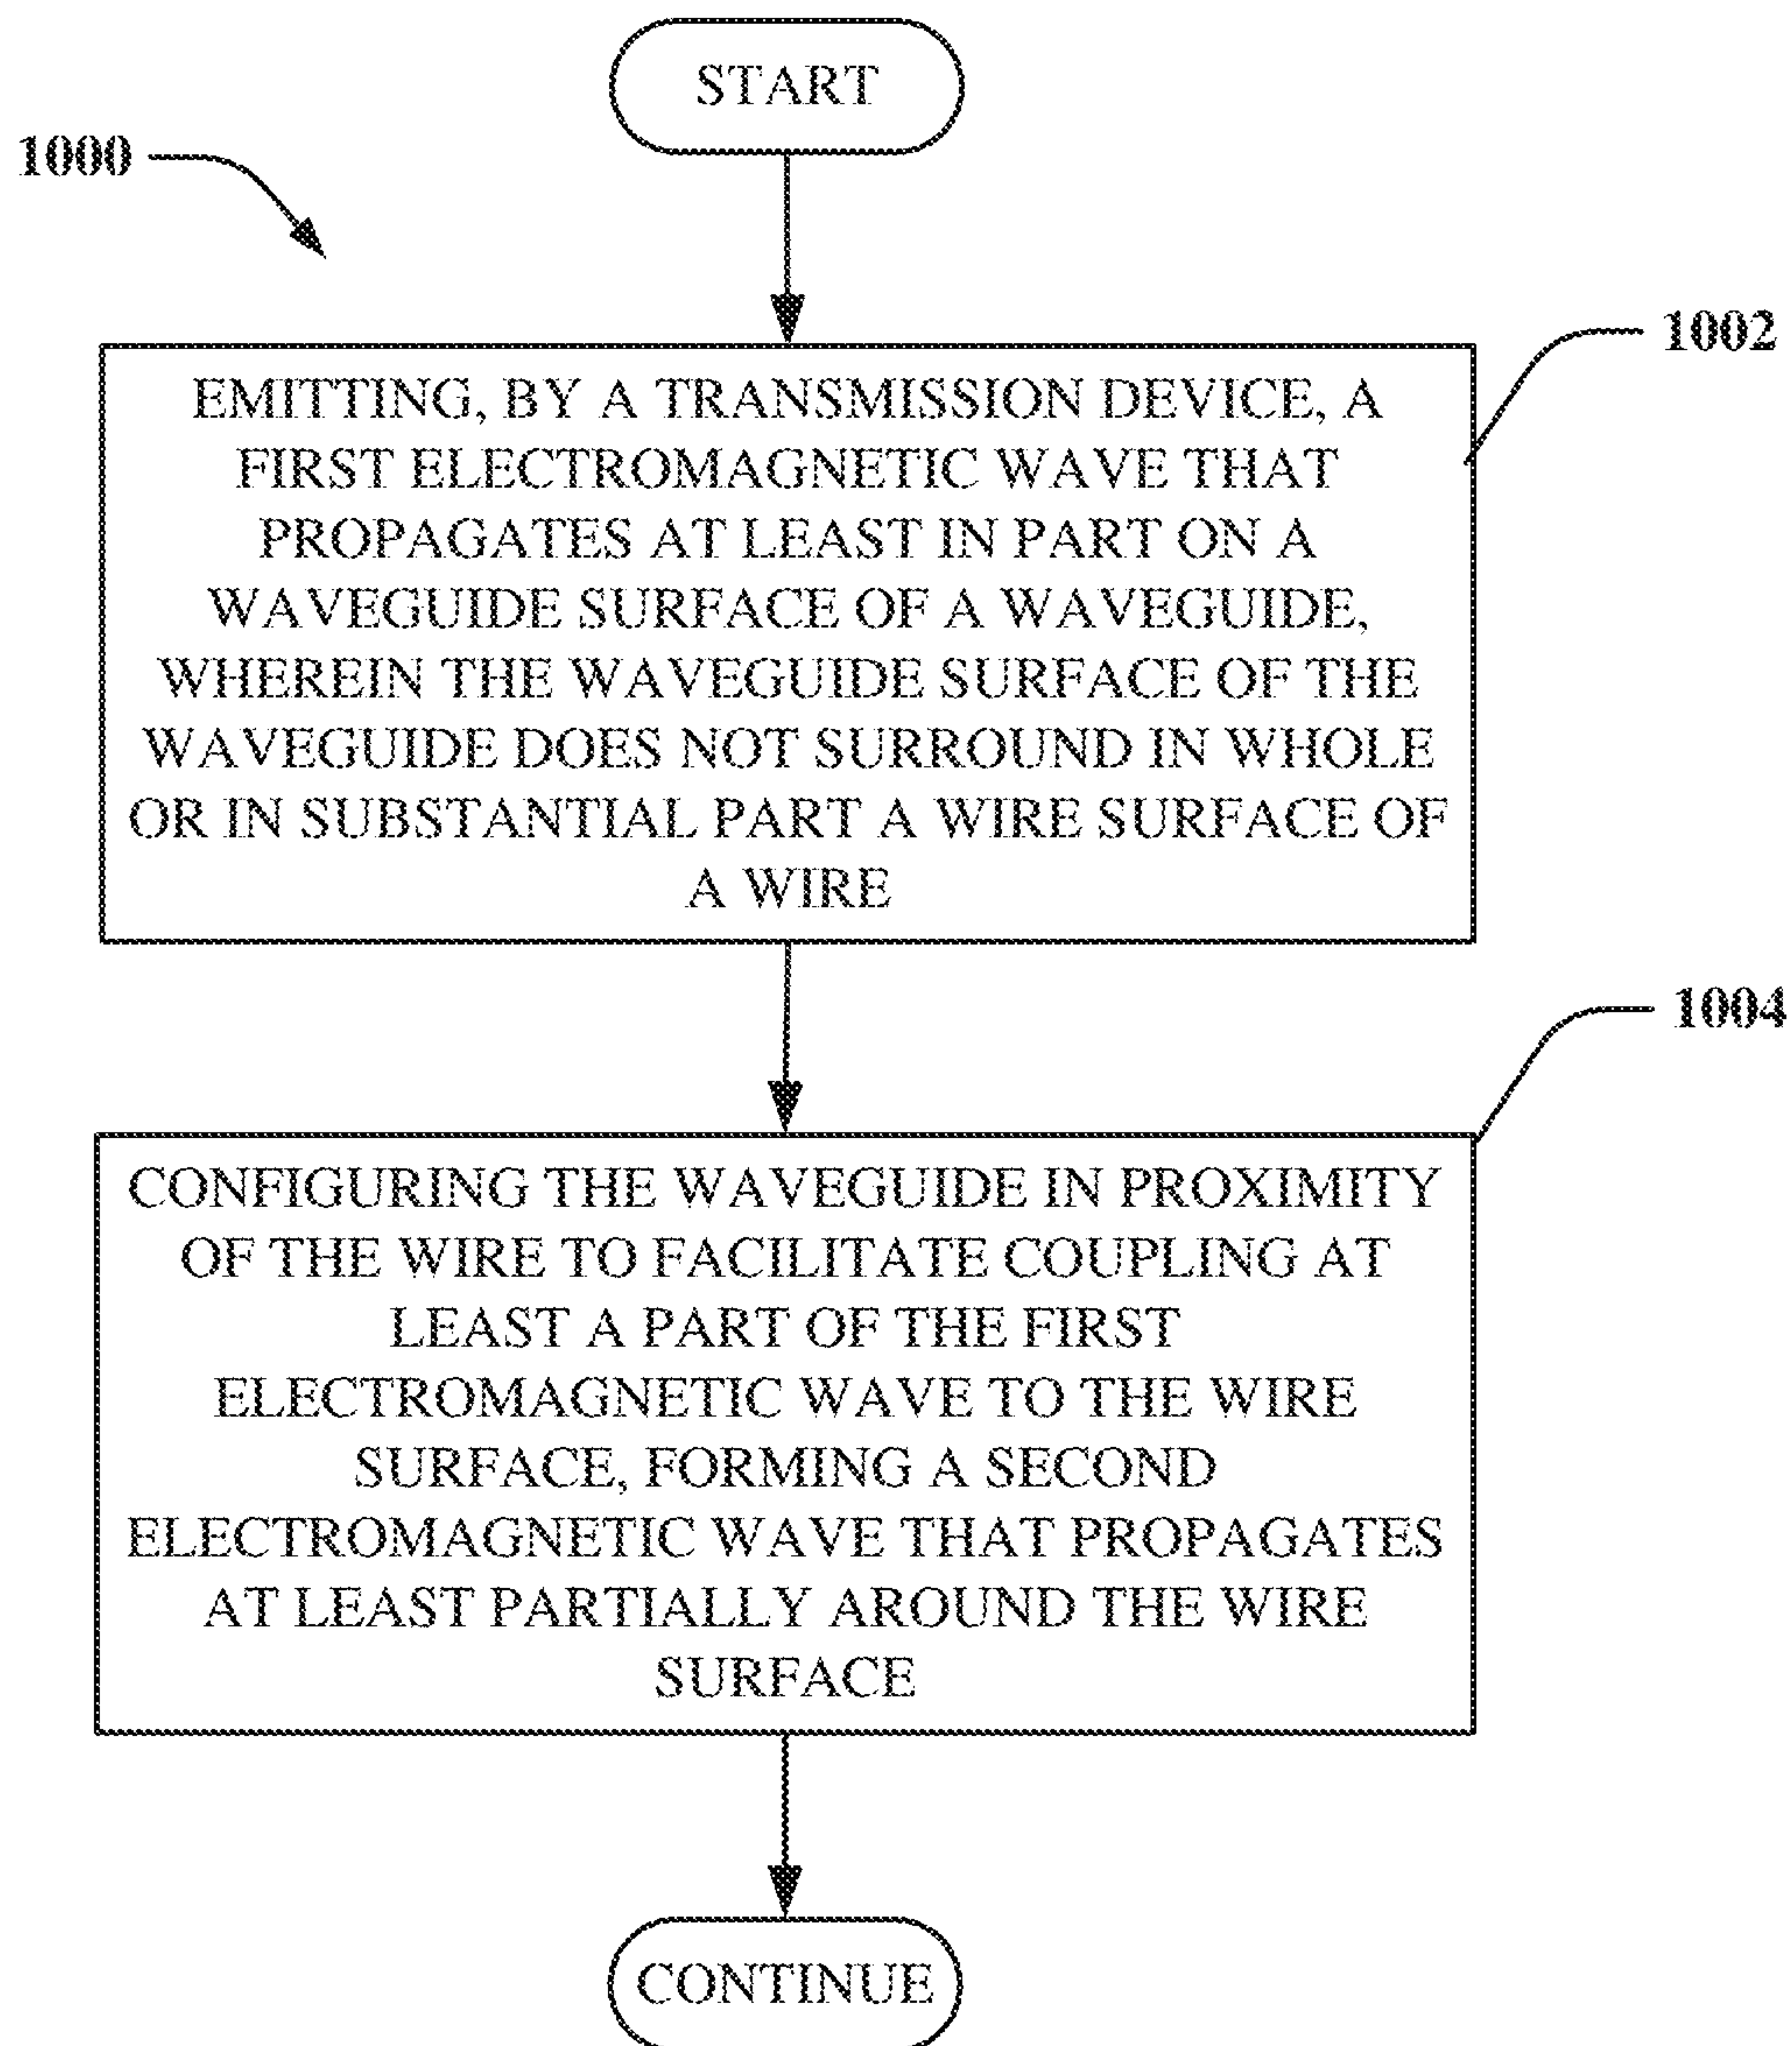 START
1000
1002
EMITTING, BY A TRANSMISSION DEVICE, A
FIRST ELECTROMAGNETIC WAVE THAT
PROPAGATES AT LEAST IN PART ON A
WAVEGUIDE SURFACE OF A WAVEGUIDE,
WHEREIN THE WAVEGUIDE SURFACE OF THE
WAVEGUIDE DOES NOT SURROUND IN WHOLE
OR IN SUBSTANTIAL PART A WIRE SURFACE OF
A WIRE
1004
CONFIGURING THE WAVEGUIDE IN PROXIMITY
OF THE WIRE TO FACILITATE COUPLING AT
LEAST A PART OF THE FIRST
ELECTROMAGNETIC WAVE TO THE WIRE
SURFACE, FORMING A SECOND
ELECTROMAGNETIC WAVE THAT PROPAGATES
AT LEAST PARTIALLY AROUND THE WIRE
SURFACE
CONTINUE